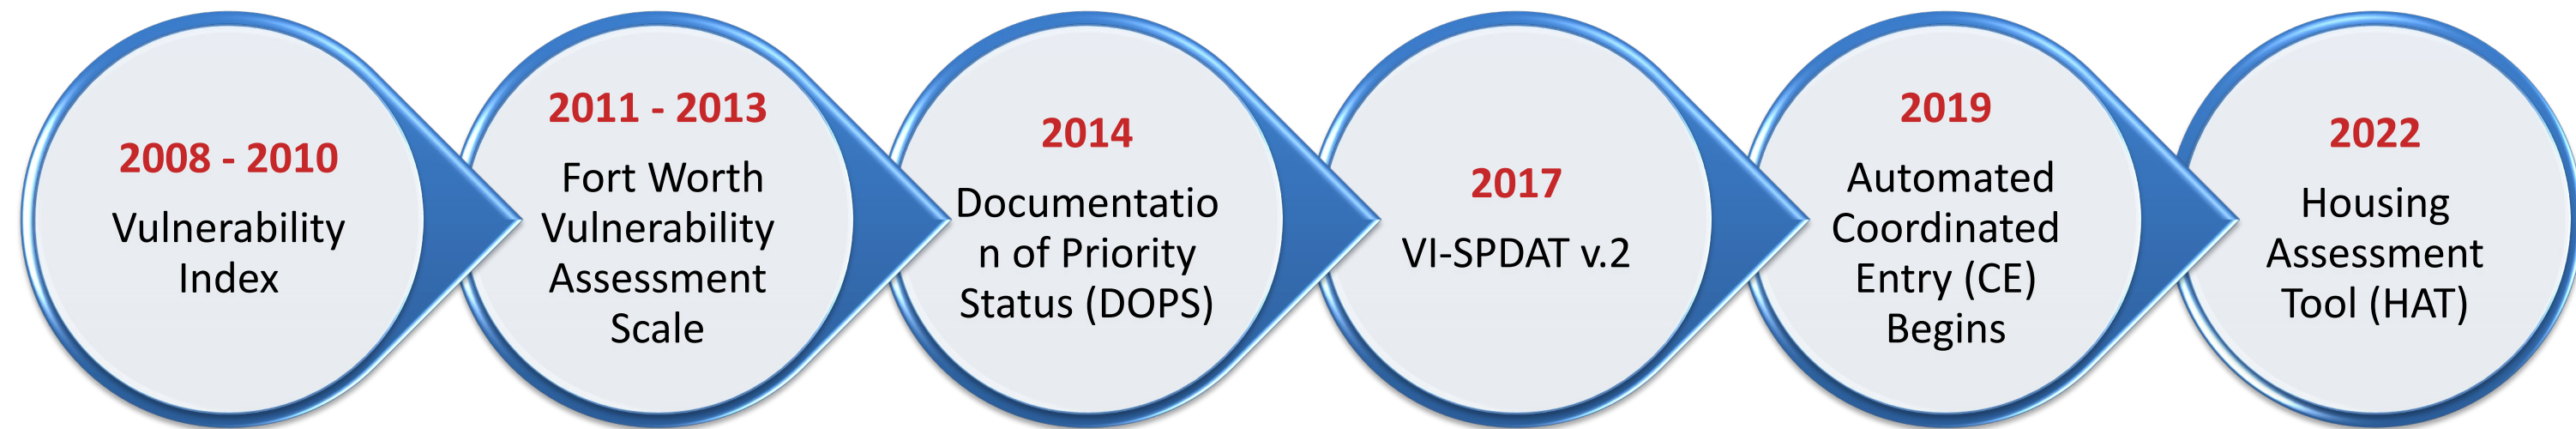 2008 - 2010
Vulnerability
Index
2011 - 2013
Fort Worth
Vulnerability
Assessment
Scale
2014
Documentatio
n of Priority
Status (DOPS)
2017
VI-SPDAT v.2
2019
Automated
Coordinated
Entry (CE)
Begins
2022
Housing
Assessment
Tool (HAT)